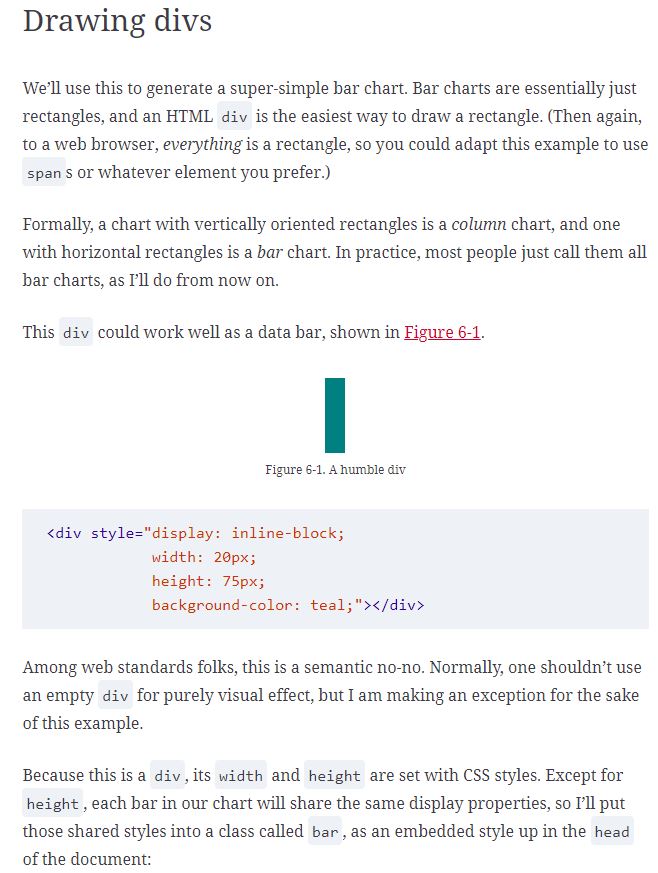 Drawing divs
We’ll use this to generate a super-simple bar chart. Bar charts are essentially just
rectangles, and an HTML div is the easiest way to draw a rectangle. (Then again,
to a web browser, everything is a rectangle, so you could adapt this example to use
spans or whatever element you prefer.)
Formally, a chart with vertically oriented rectangles is a column chart, and one
with horizontal rectangles is a bar chart. In practice, most people just call them all
bar charts, as I’ll do from now on.
This div could work well as a data bar, shown in Figure 6-1.
Figure 6-1. A humble div
<div style="display: inline-block;
width: 20px;
height: 75px;
background-color: teal;"></div>
Among web standards folks, this is a semantic no-no. Normally, one shouldn’t use
an empty div for purely visual effect, but I am making an exception for the sake
of this example.
Because this is a div, its width and height are set with CSS styles. Except for
height, each bar in our chart will share the same display properties, so I’ll put
those shared styles into a class called bar, as an embedded style up in the head
of the document: